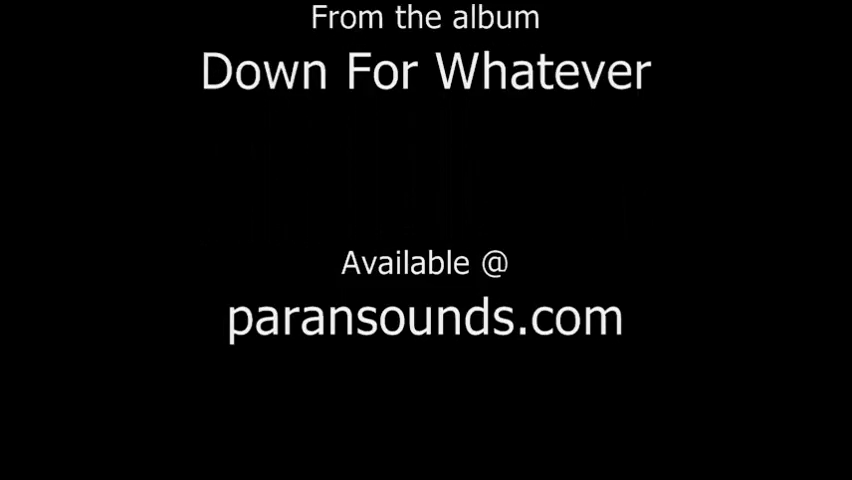 From the album
Down For Whatever
Available @
paransounds.com